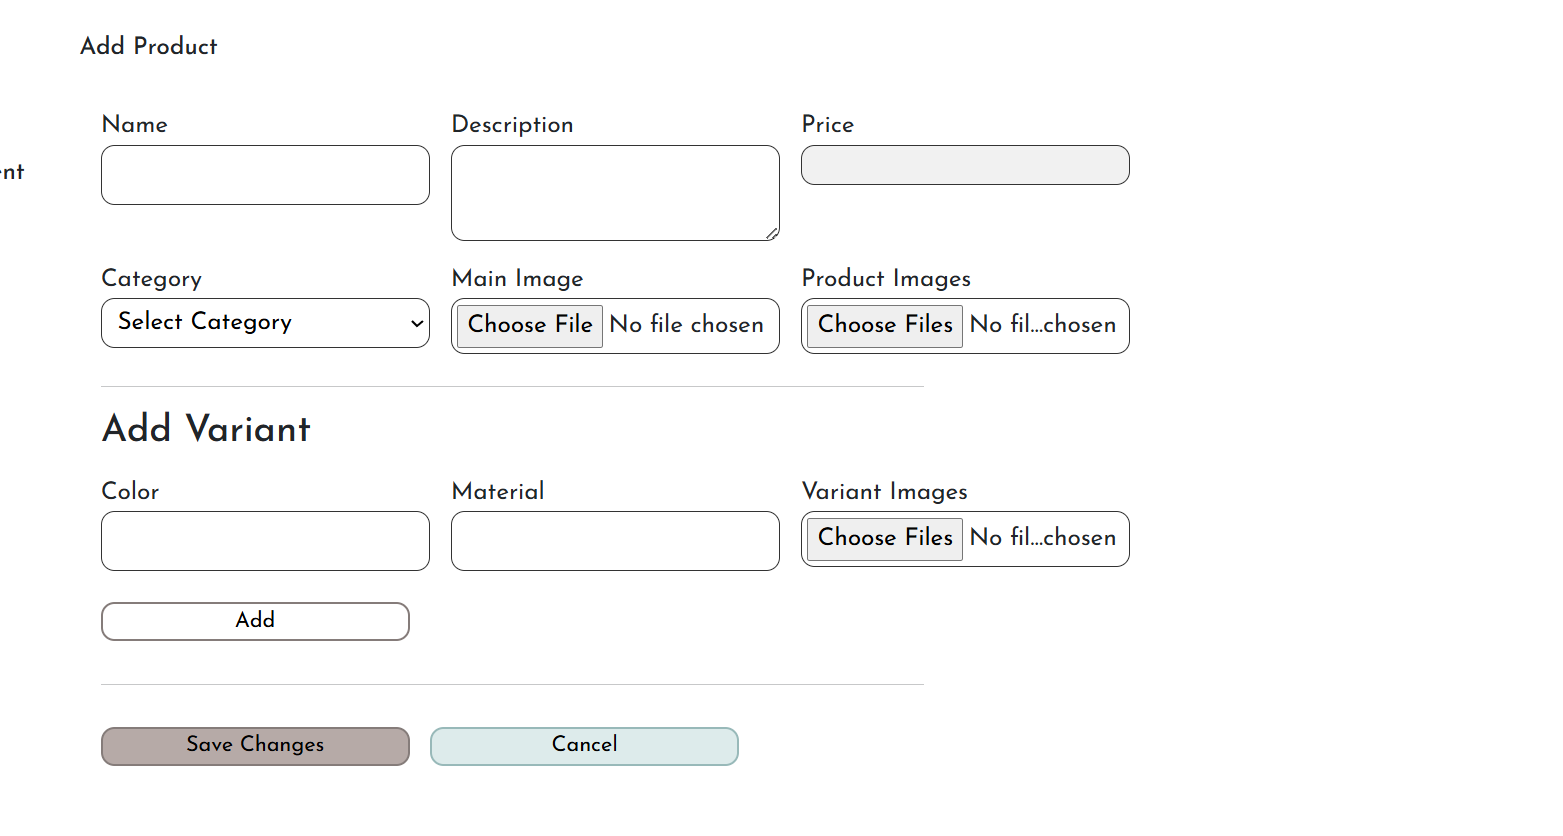 Add Product
Name Description Price
ent
Category Main Image Product Images
Select Category Choose File No file chosen Choose Files No fil...chosen
Add Variant
Color Material Variant Images
Choose Files No fil...chosen
Add
Save Changes Cancel